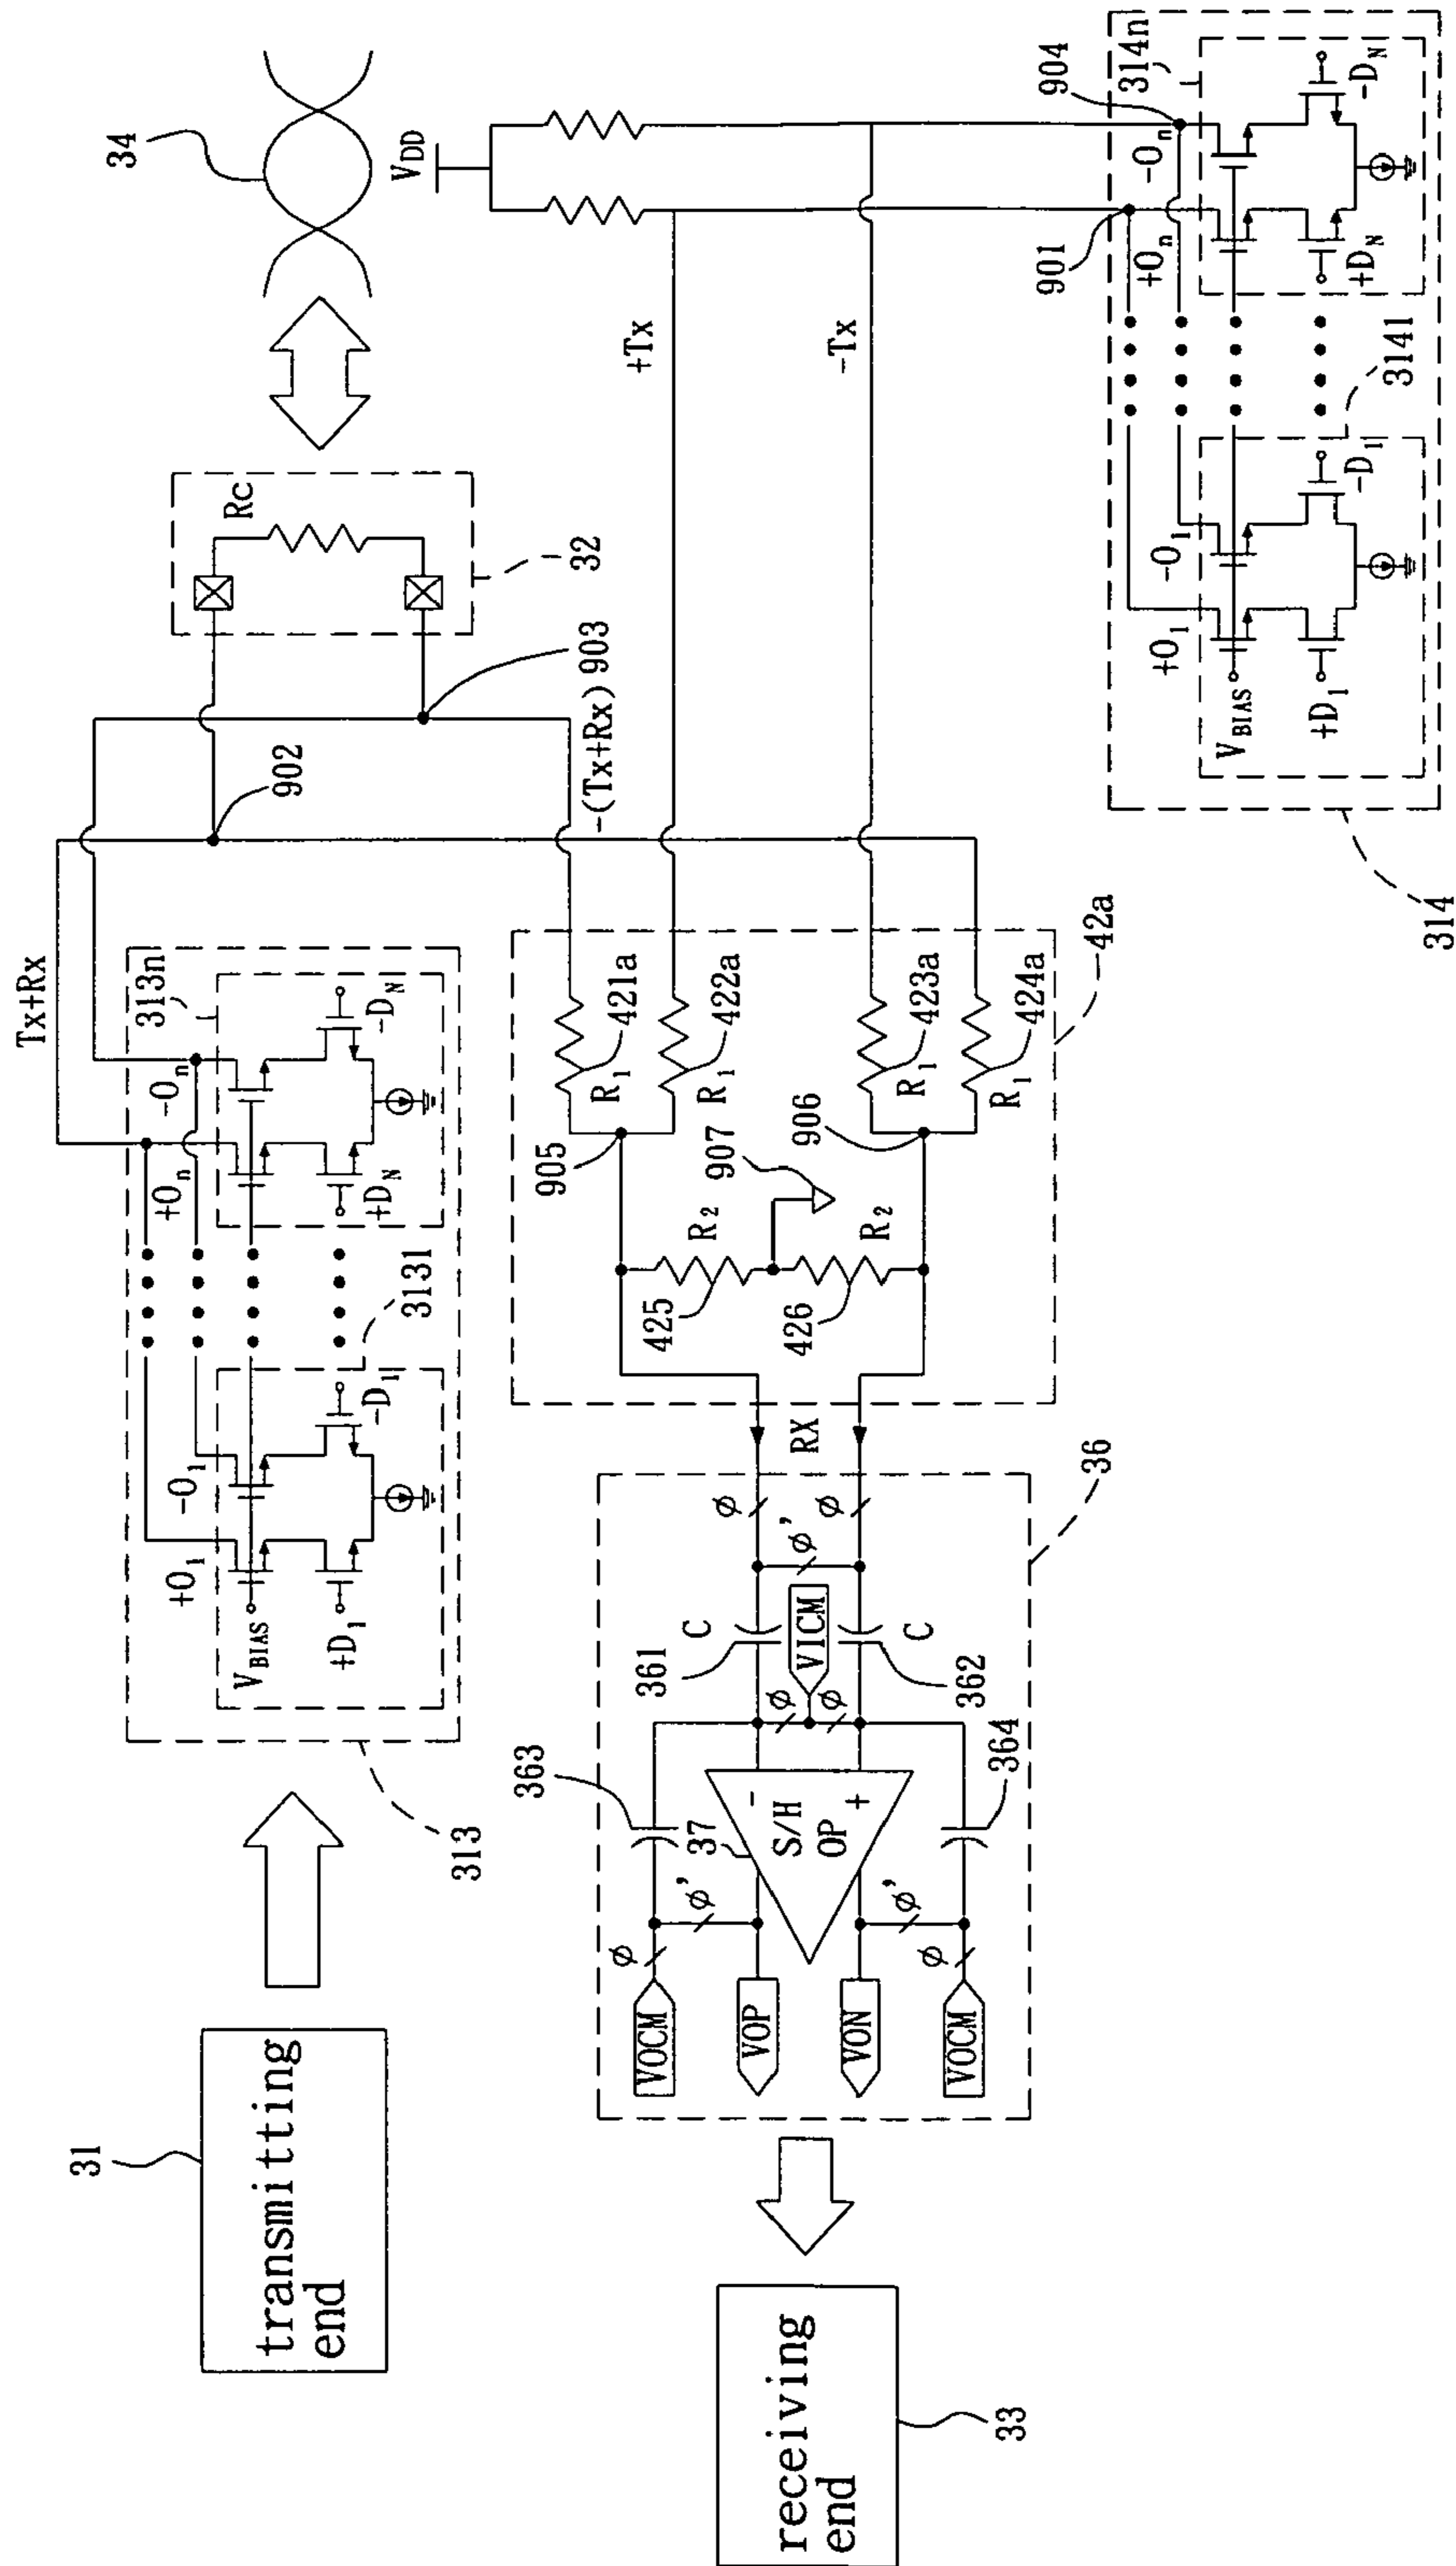 31
transmitting
end
313
Tx+Rx
313n
+O1
-O1
+On
-On
VBIAS
+D1
-D1
+DN
-DN
3131
902
903
Rc
32
34
VDD
-(Tx+Rx)
+Tx
-Tx
receiving
end
33
36
VOCM
VOP
VON
VOCM
ϕ
ϕ'
ϕ'
ϕ
363
37
-
S/H
OP
+
364
361
C
VICM
ϕ
ϕ
362
C
ϕ
ϕ'
ϕ
RX
425
R2
907
426
R2
905
906
R1
421a
R1
422a
R1
423a
R1
424a
42a
314
314n
+O1
-O1
+On
-On
901
904
VBIAS
+D1
-D1
+DN
-DN
3141